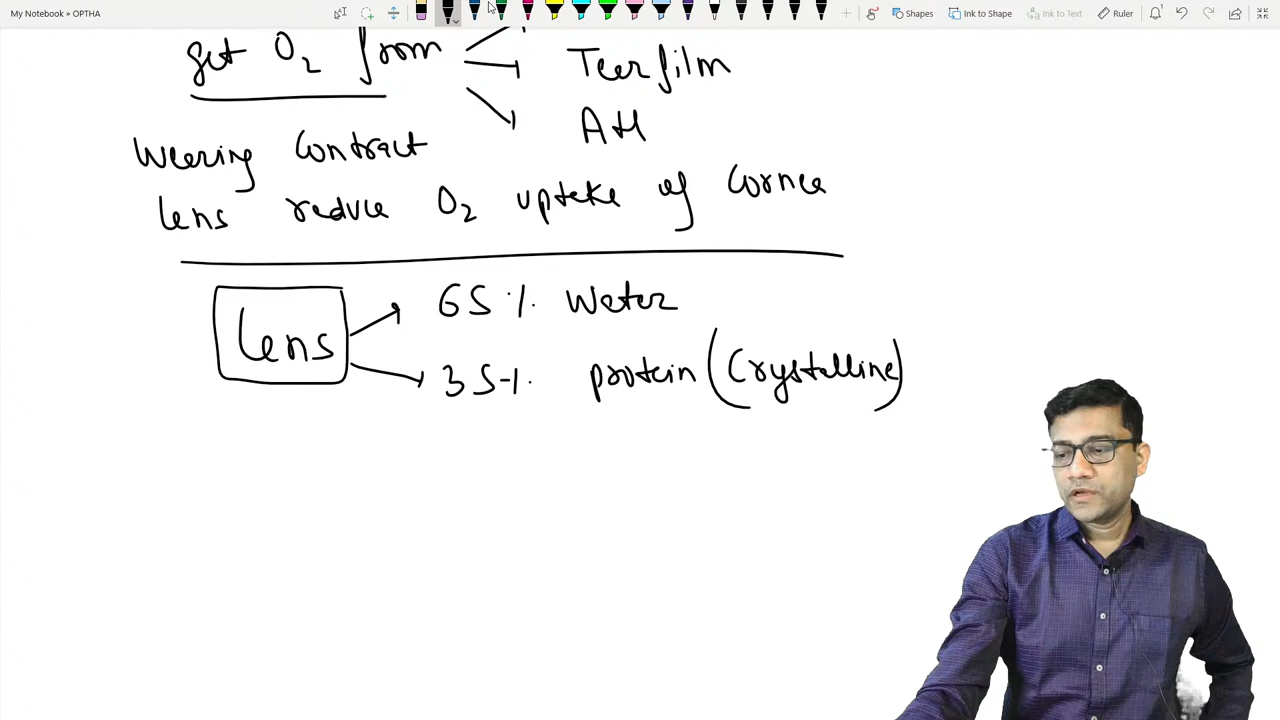 My Notebook » OPTHA
Shapes Ink to Shape Ink to Text Ruler
get O2 from
Tear film
AH
Wearing Contract
lens reduce O2 uptake of Cornea
Lens
65% Water
35% protein (Crystalline)